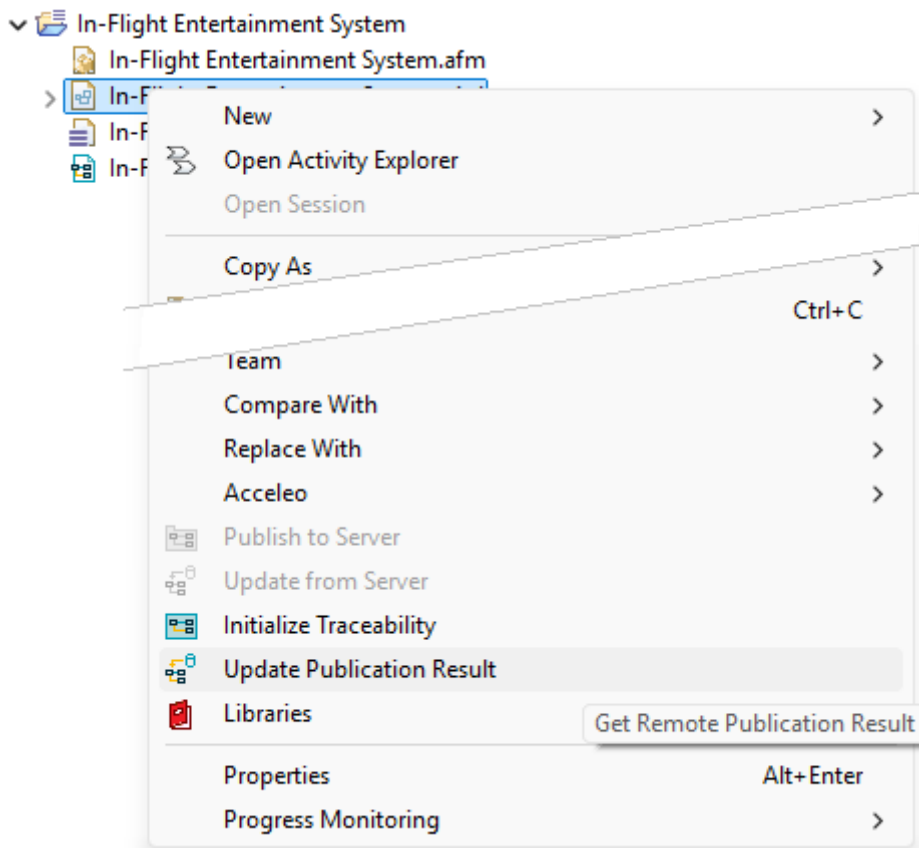 In-Flight Entertainment System
In-Flight Entertainment System.afm
In-F
In-F
In-F
New
Open Activity Explorer
Open Session
Copy As
Ctrl+C
Team
Compare With
Replace With
Acceleo
Publish to Server
Update from Server
Initialize Traceability
Update Publication Result
Libraries
Get Remote Publication Result
Properties Alt+Enter
Progress Monitoring